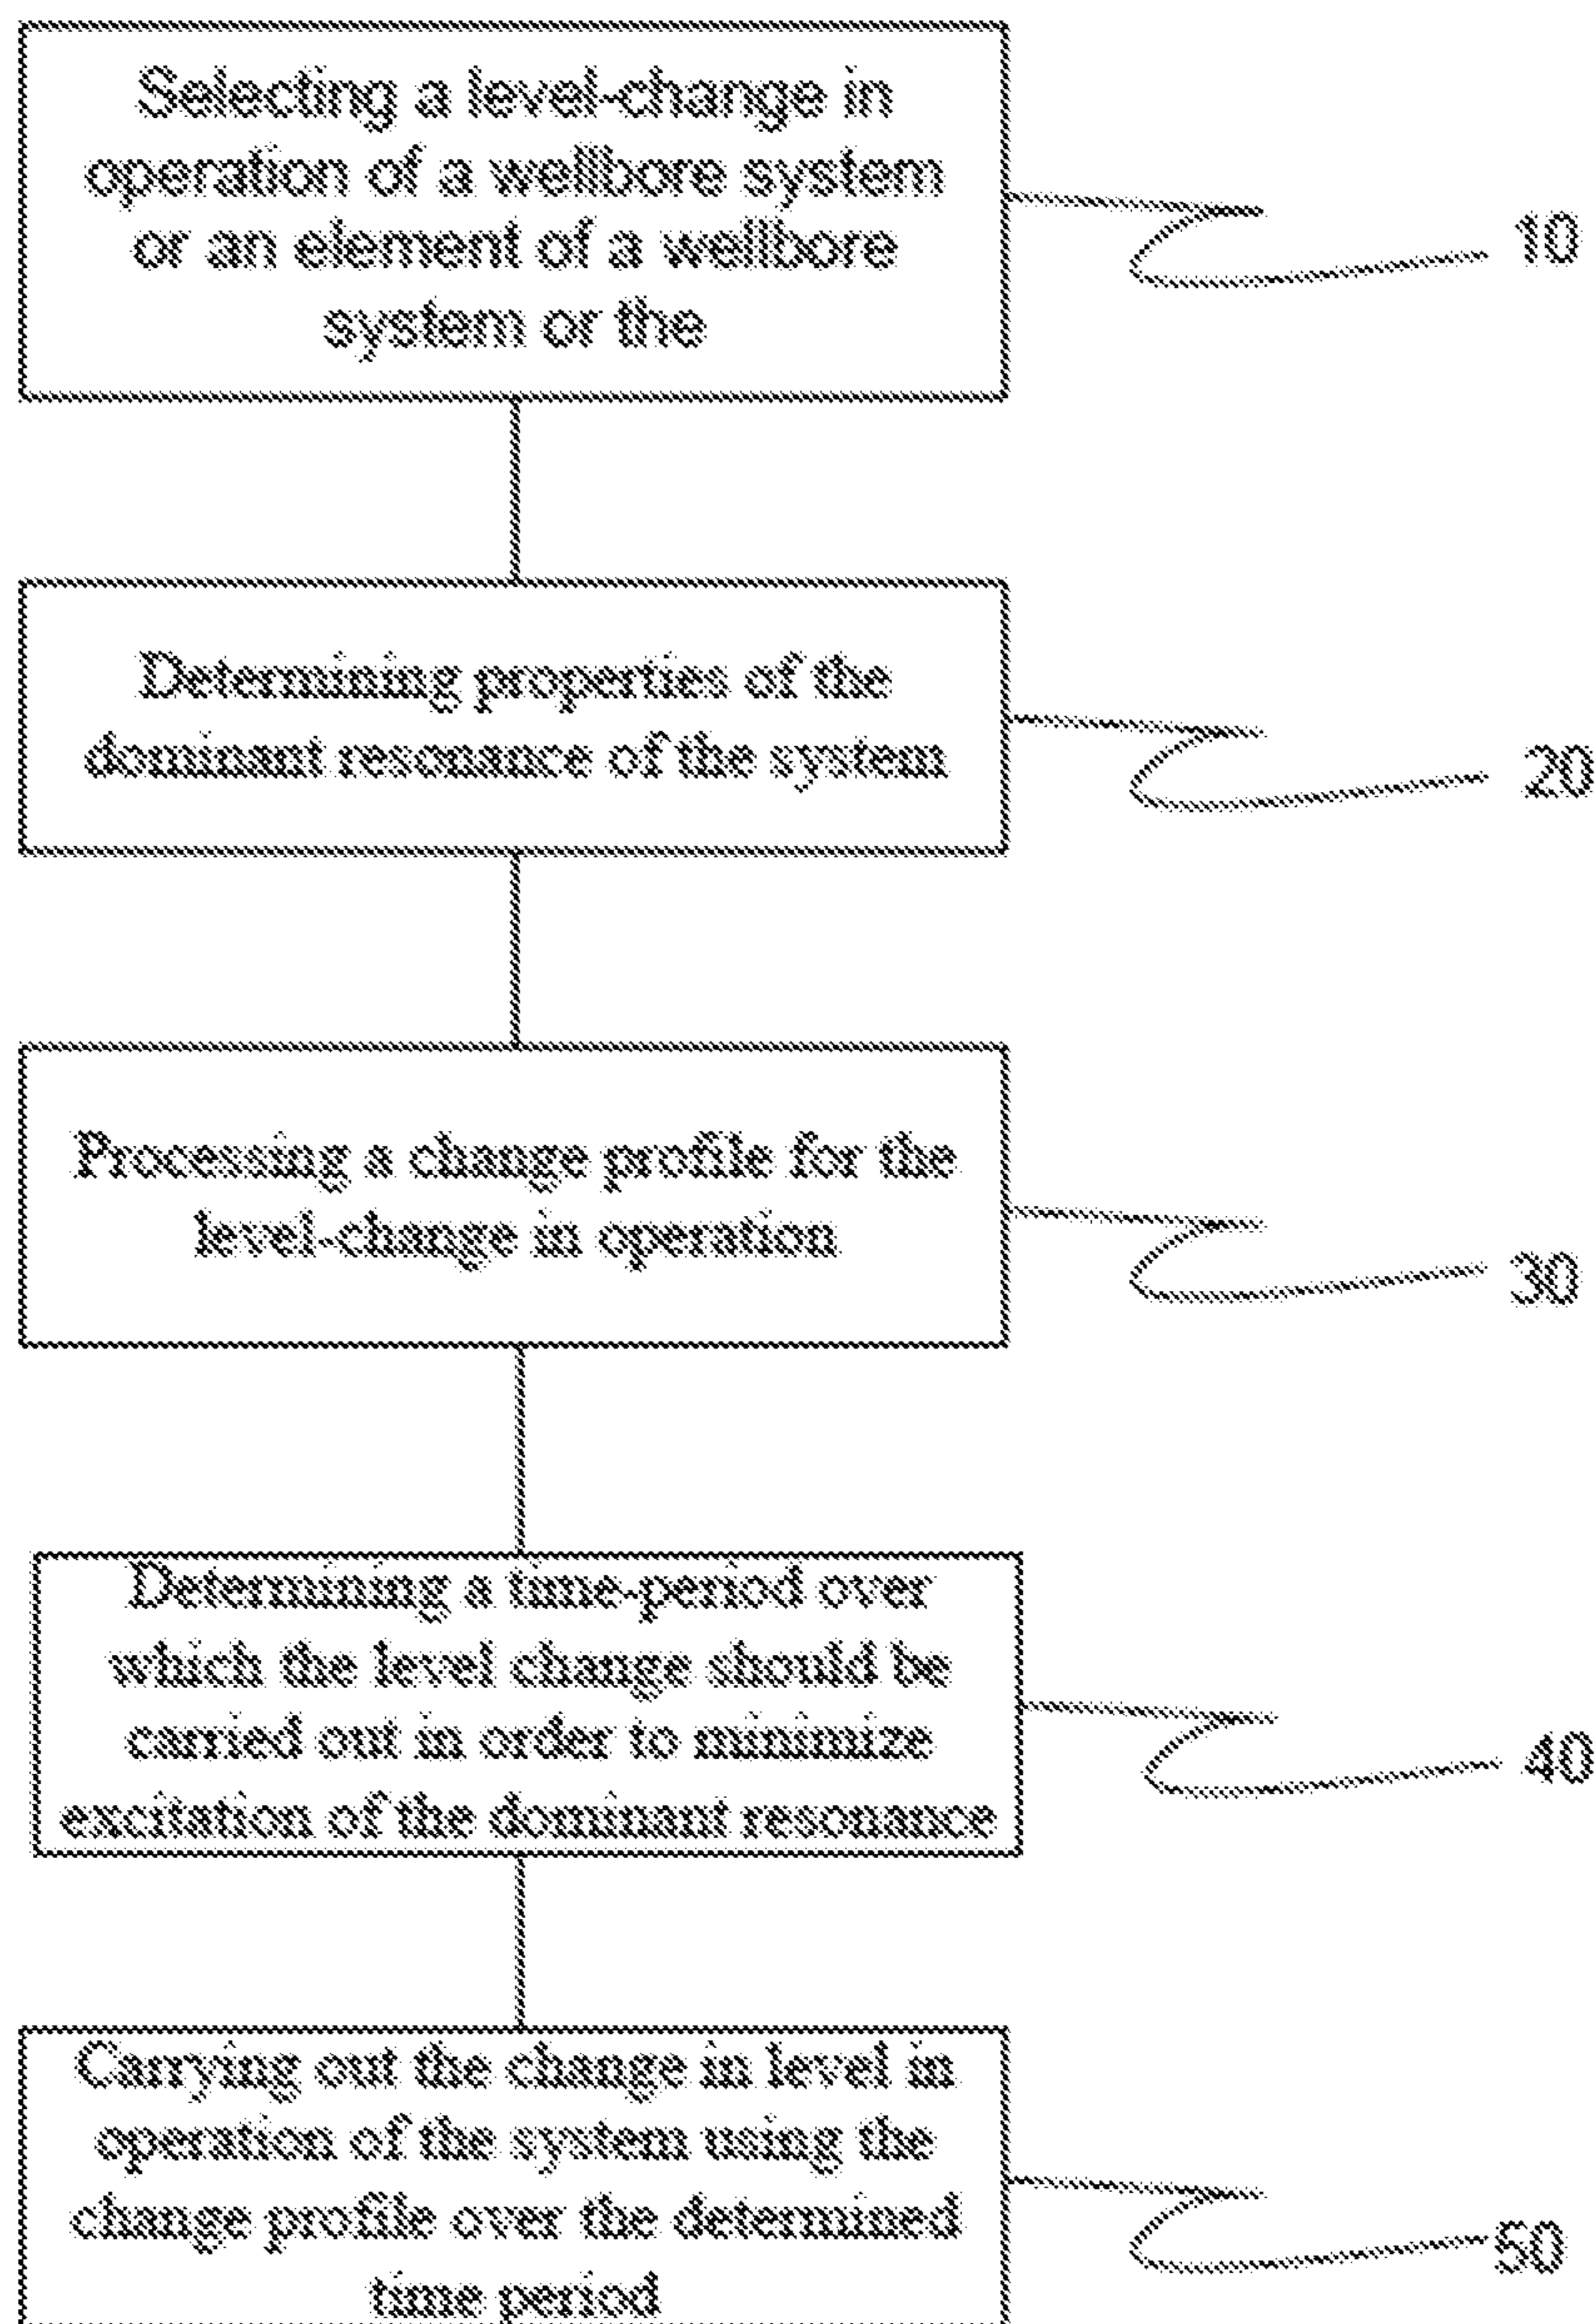 Selecting a level-change in
operation of a wellbore system
or an element of a wellbore
system or the
10
Determining properties of the
dominant resonance of the system
20
Processing a change profile for the
level-change in operation
30
Determining a time-period over
which the level change should be
carried out in order to minimize
excitation of the dominant resonance
40
Carrying out the change in level in
operation of the system using the
change profile over the determined
time period
50